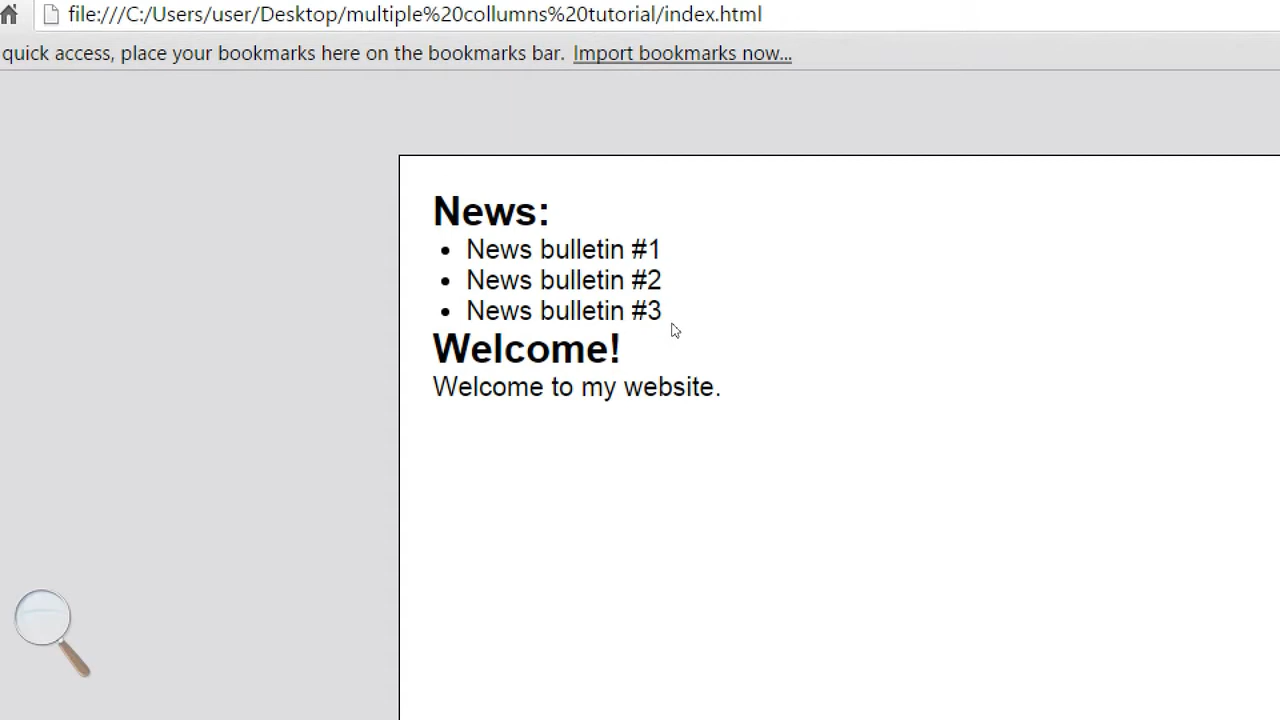 file:///C:/Users/user/Desktop/multiple%20collumns%20tutorial/index.html
quick access, place your bookmarks here on the bookmarks bar. Import bookmarks now...
News:
• News bulletin #1
• News bulletin #2
• News bulletin #3
Welcome!
Welcome to my website.